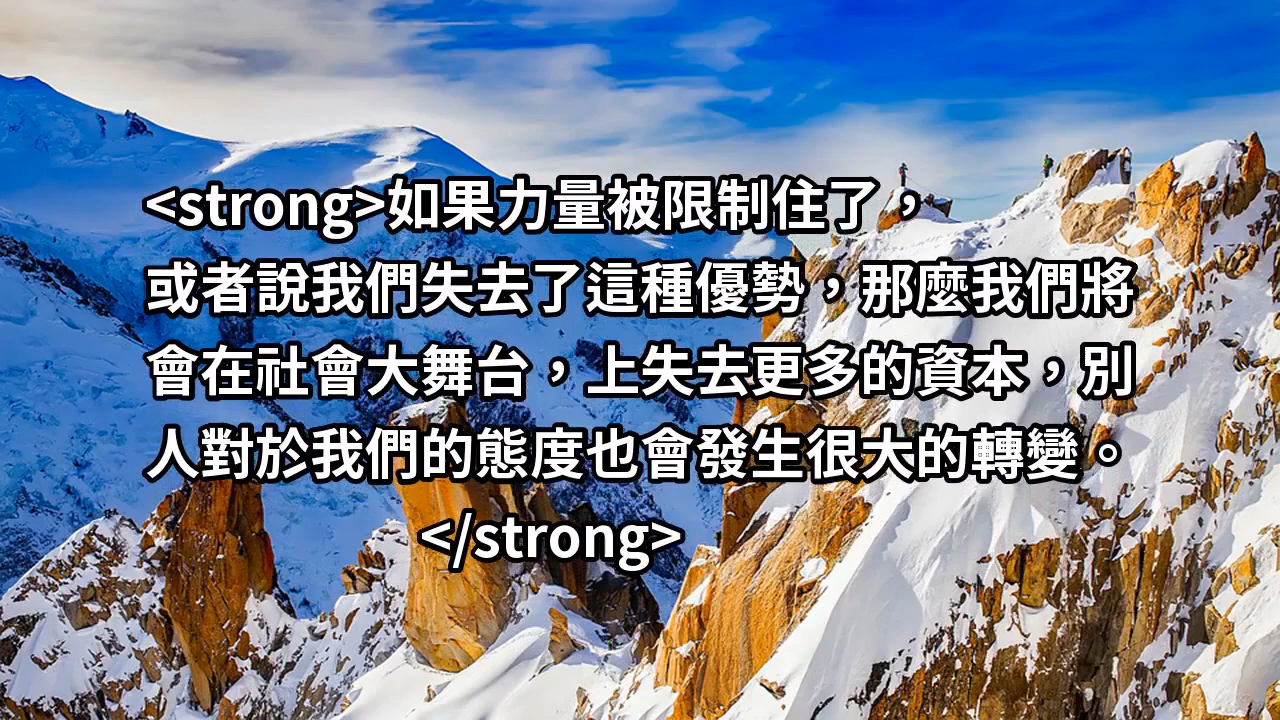 <strong>如果力量被限制住了，
或者說我們失去了這種優勢，那麼我們將
會在社會大舞台，上失去更多的資本，別
人對於我們的態度也會發生很大的轉變。
</strong>